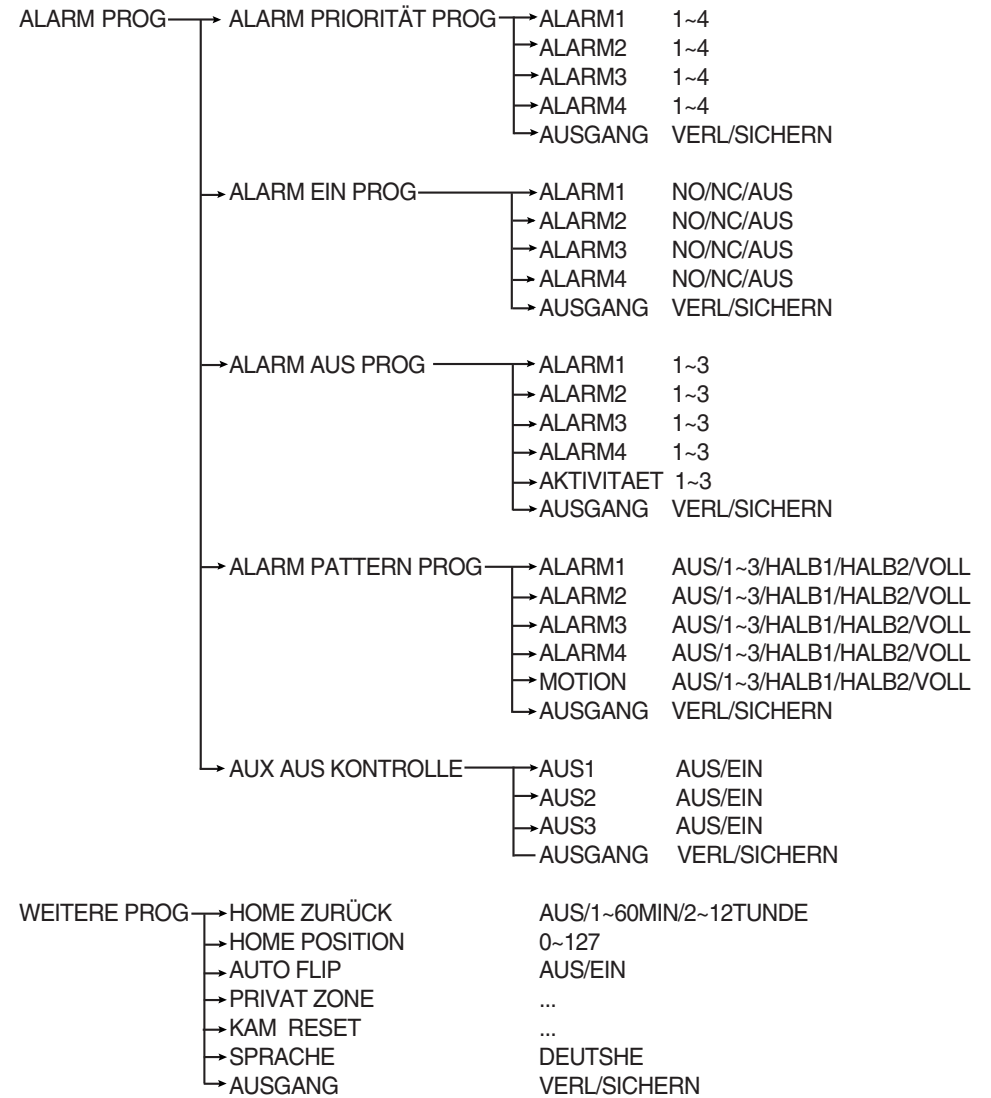 ALARM PROG ALARM PRIORITÄT PROG ALARM1 1~4
ALARM2 1~4
ALARM3 1~4
ALARM4 1~4
AUSGANG VERL/SICHERN
ALARM EIN PROG ALARM1 NO/NC/AUS
ALARM2 NO/NC/AUS
ALARM3 NO/NC/AUS
ALARM4 NO/NC/AUS
AUSGANG VERL/SICHERN
ALARM AUS PROG ALARM1 1~3
ALARM2 1~3
ALARM3 1~3
ALARM4 1~3
AKTIVITAET 1~3
AUSGANG VERL/SICHERN
ALARM PATTERN PROG ALARM1 AUS/1~3/HALB1/HALB2/VOLL
ALARM2 AUS/1~3/HALB1/HALB2/VOLL
ALARM3 AUS/1~3/HALB1/HALB2/VOLL
ALARM4 AUS/1~3/HALB1/HALB2/VOLL
MOTION AUS/1~3/HALB1/HALB2/VOLL
AUSGANG VERL/SICHERN
AUX AUS KONTROLLE AUS1 AUS/EIN
AUS2 AUS/EIN
AUS3 AUS/EIN
AUSGANG VERL/SICHERN
WEITERE PROG HOME ZURÜCK AUS/1~60MIN/2~12TUNDE
HOME POSITION 0~127
AUTO FLIP AUS/EIN
PRIVAT ZONE ...
KAM RESET ...
SPRACHE DEUTSHE
AUSGANG VERL/SICHERN